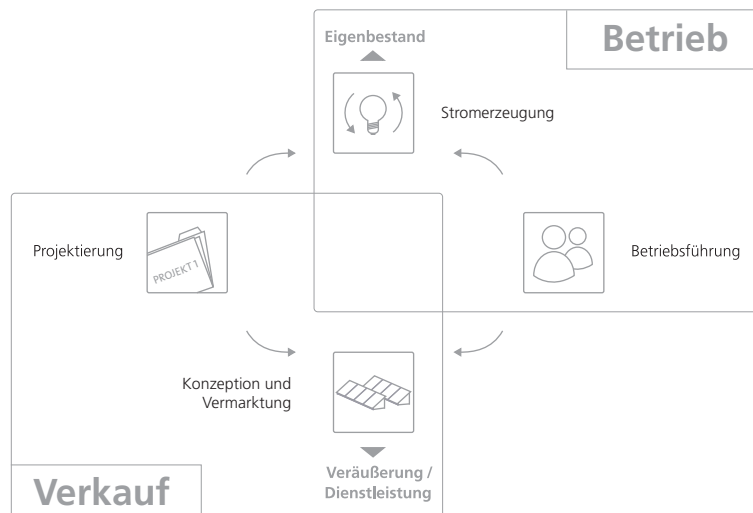 Eigenbestand
Betrieb
Stromerzeugung
Projektierung
PROJEKT 1
Betriebsführung
Konzeption und
Vermarktung
Veräußerung /
Dienstleistung
Verkauf